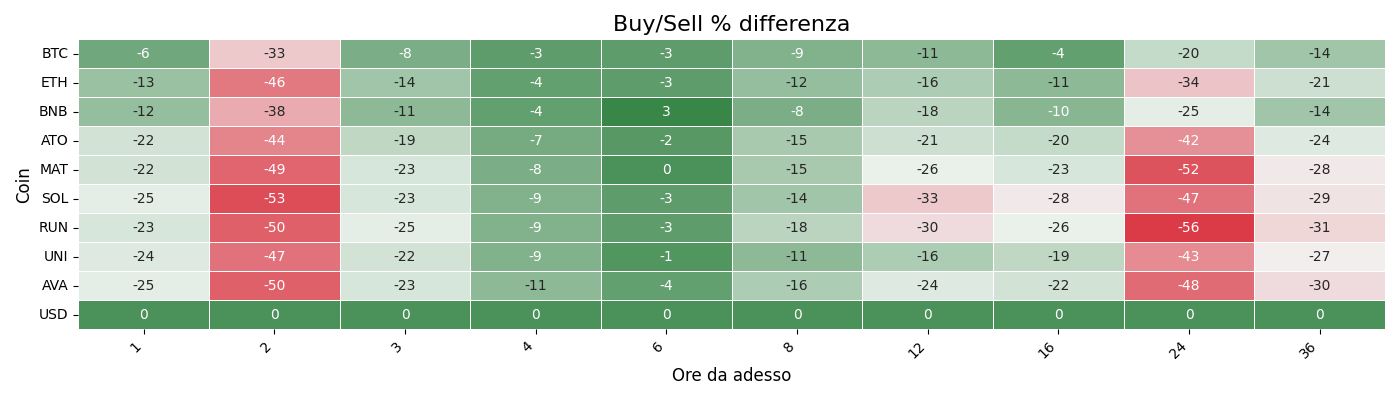 Buy/Sell % differenza
Coin
BTC -6 -33 -8 -3 -3 -9 -11 -4 -20 -14
ETH -13 -46 -14 -4 -3 -12 -16 -11 -34 -21
BNB -12 -38 -11 -4 3 -8 -18 -10 -25 -14
ATO -22 -44 -19 -7 -2 -15 -21 -20 -42 -24
MAT -22 -49 -23 -8 0 -15 -26 -23 -52 -28
SOL -25 -53 -23 -9 -3 -14 -33 -28 -47 -29
RUN -23 -50 -25 -9 -3 -18 -30 -26 -56 -31
UNI -24 -47 -22 -9 -1 -11 -16 -19 -43 -27
AVA -25 -50 -23 -11 -4 -16 -24 -22 -48 -30
USD 0 0 0 0 0 0 0 0 0 0
1 2 3 4 6 8 12 16 24 36
Ore da adesso